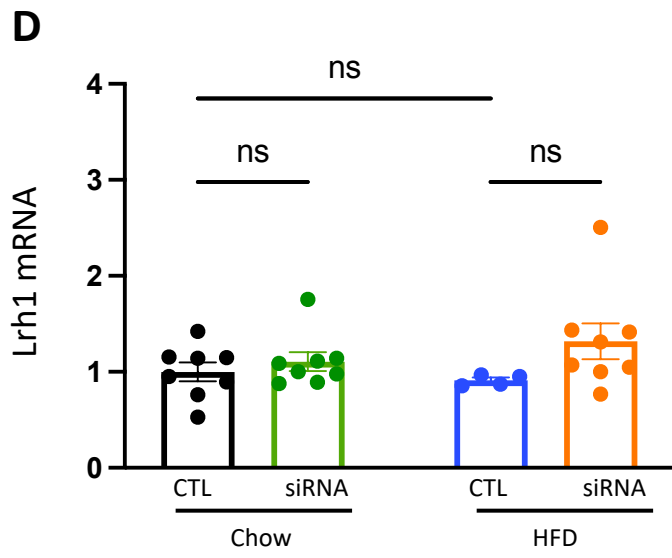 D
ns
ns
ns
4
3
2
1
0
Lrh1 mRNA
CTL
siRNA
CTL
siRNA
Chow
HFD